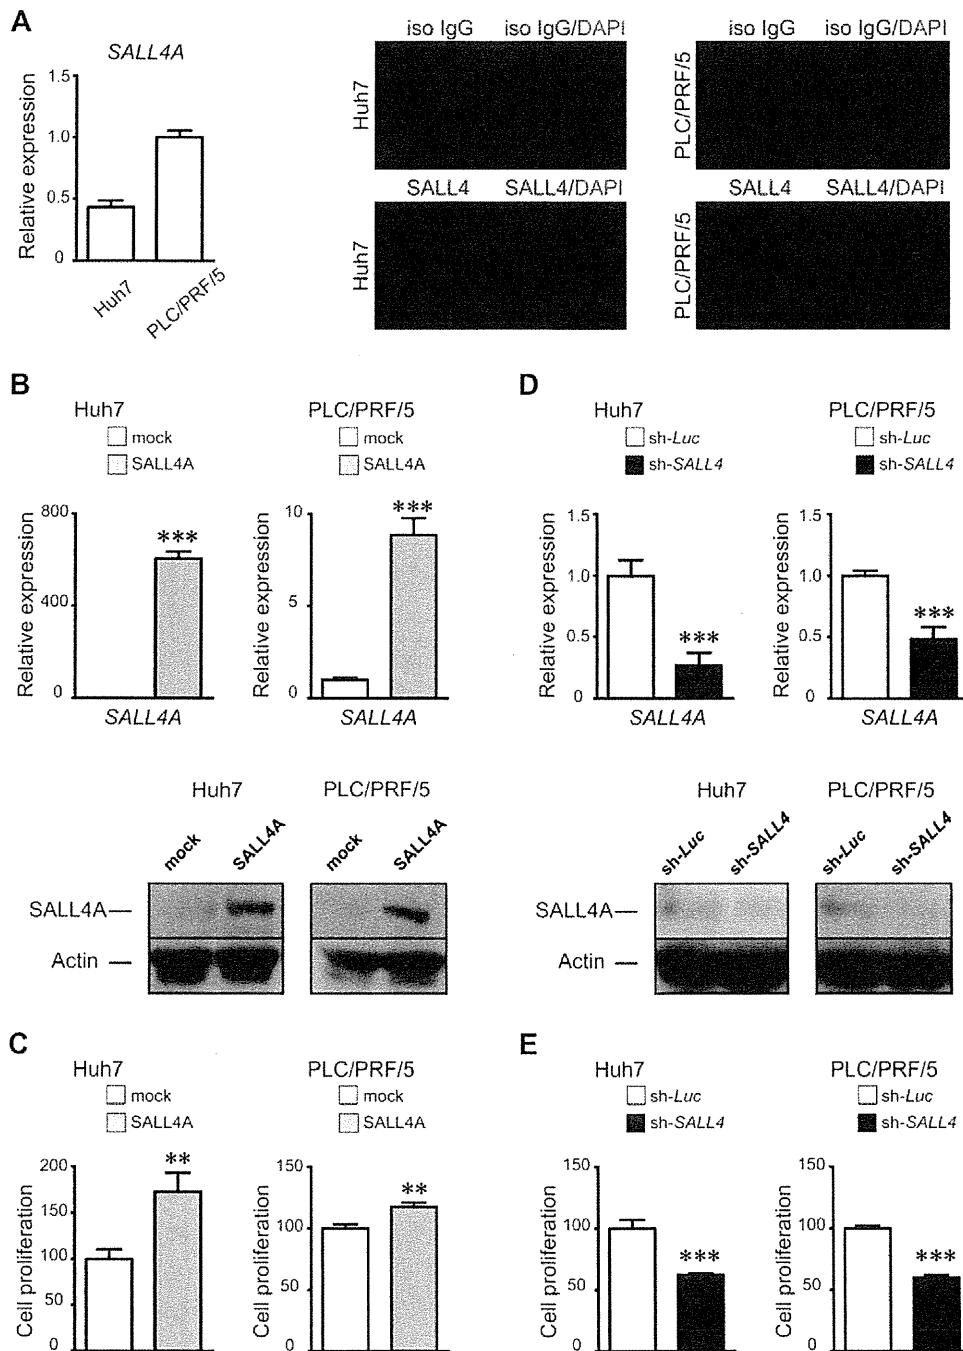 A
SALL4A
Relative expression
1.5
1.0
0.5
0
Huh7
PLC/PRF/5
iso IgG iso IgG/DAPI
Huh7
SALL4 SALL4/DAPI
Huh7
iso IgG iso IgG/DAPI
PLC/PRF/5
SALL4 SALL4/DAPI
PLC/PRF/5
B
Huh7
mock
SALL4A
Relative expression
800
400
0
***
SALL4A
PLC/PRF/5
mock
SALL4A
Relative expression
10
5
0
***
SALL4A
Huh7 PLC/PRF/5
mock SALL4A mock SALL4A
SALL4A
Actin
C
Huh7
mock
SALL4A
Cell proliferation
200
150
100
50
0
**
PLC/PRF/5
mock
SALL4A
Cell proliferation
150
100
50
0
**
D
Huh7
sh-Luc
sh-SALL4
Relative expression
1.5
1.0
0.5
0
***
SALL4A
PLC/PRF/5
sh-Luc
sh-SALL4
Relative expression
1.5
1.0
0.5
0
***
SALL4A
Huh7 PLC/PRF/5
sh-Luc sh-SALL4 sh-Luc sh-SALL4
SALL4A
Actin
E
Huh7
sh-Luc
sh-SALL4
Cell proliferation
150
100
50
0
***
PLC/PRF/5
sh-Luc
sh-SALL4
Cell proliferation
150
100
50
0
***